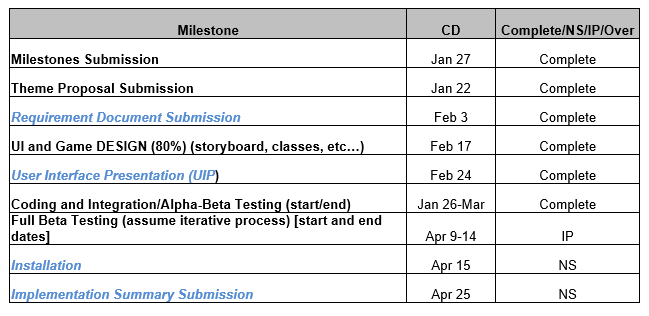 Milestone CD Complete/NS/IP/Over
Milestones Submission Jan 27 Complete
Theme Proposal Submission Jan 22 Complete
Requirement Document Submission Feb 3 Complete
UI and Game DESIGN (80%) (storyboard, classes, etc…) Feb 17 Complete
User Interface Presentation (UIP) Feb 24 Complete
Coding and Integration/Alpha-Beta Testing (start/end) Jan 26-Mar Complete
Full Beta Testing (assume iterative process) [start and end
dates] Apr 9-14 IP
Installation Apr 15 NS
Implementation Summary Submission Apr 25 NS